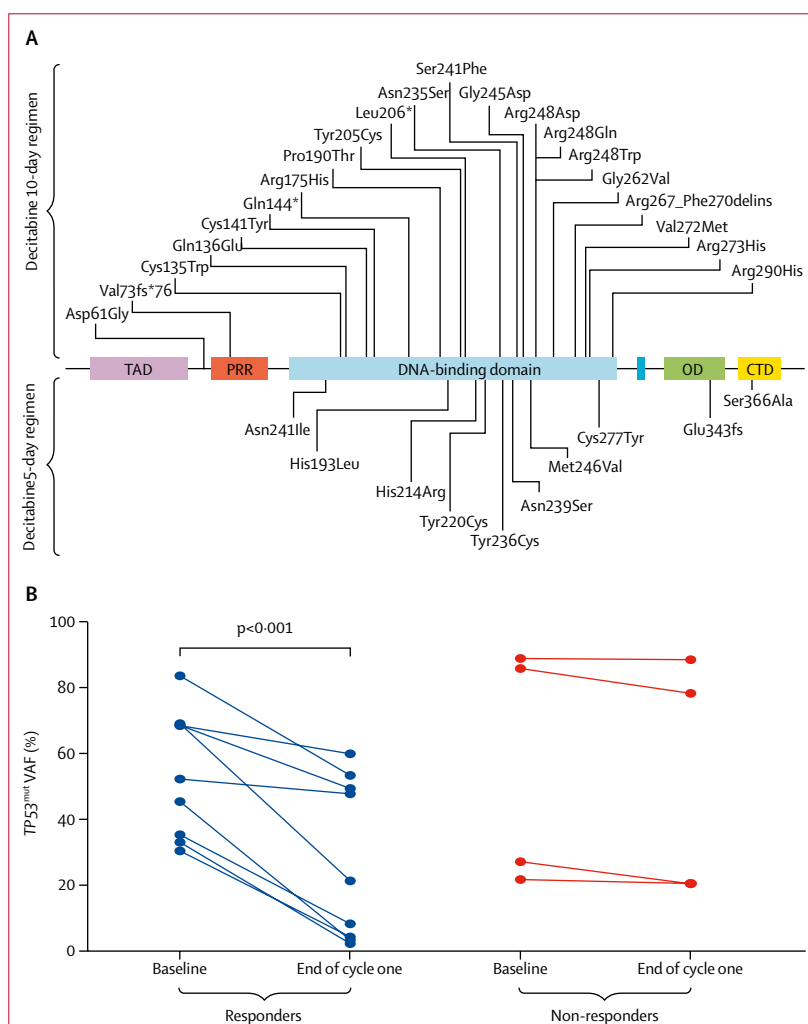 A
Decitabine 10-day regimen
Ser241Phe
Asn235Ser
Gly245Asp
Leu206*
Arg248Asp
Tyr205Cys
Arg248Gln
Pro190Thr
Arg248Trp
Arg175His
Gly262Val
Gln144*
Arg267_Phe270delins
Cys141Tyr
Val272Met
Gln136Glu
Arg273His
Cys135Trp
Arg290His
Val73fs*76
Asp61Gly
TAD
PRR
DNA-binding domain
OD
CTD
Decitabine5-day regimen
Ser366Ala
Asn241Ile
Glu343fs
Cys277Tyr
His193Leu
Met246Val
His214Arg
Asn239Ser
Tyr220Cys
Tyr236Cys
B
100
p<0·001
80
60
40
20
0
TP53mut VAF (%)
Baseline End of cycle one Baseline End of cycle one
Responders Non-responders